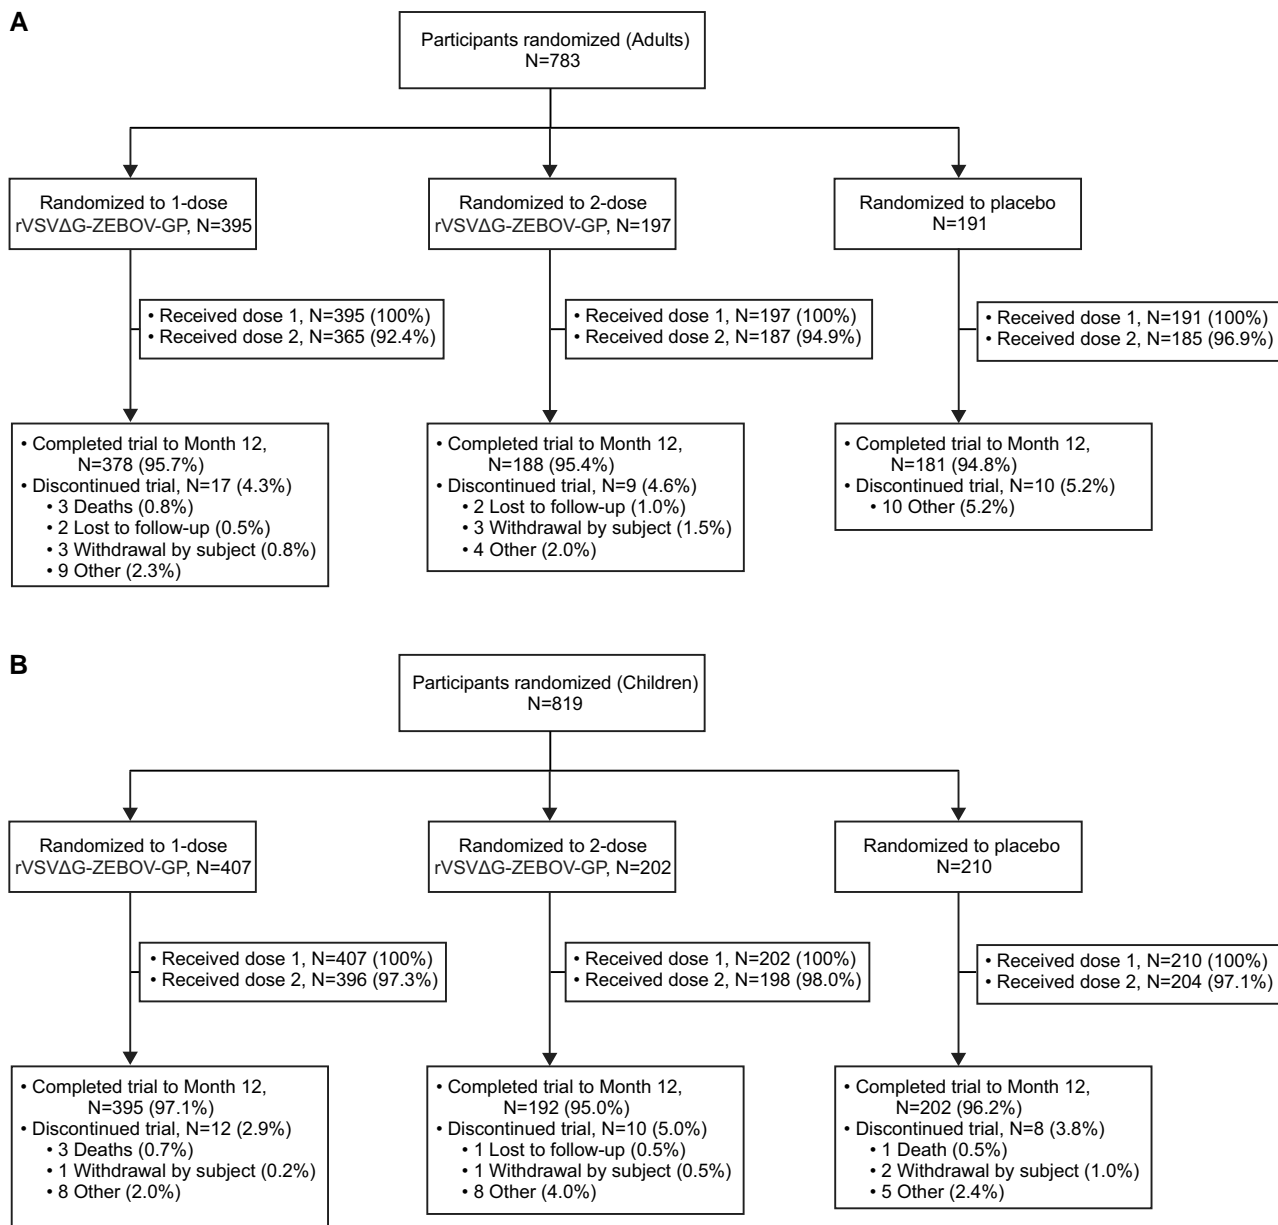 A
Participants randomized (Adults)
N=783
Randomized to 1-dose
rVSVΔG-ZEBOV-GP, N=395
Randomized to 2-dose
rVSVΔG-ZEBOV-GP, N=197
Randomized to placebo
N=191
• Received dose 1, N=395 (100%)
• Received dose 2, N=365 (92.4%)
• Received dose 1, N=197 (100%)
• Received dose 2, N=187 (94.9%)
• Received dose 1, N=191 (100%)
• Received dose 2, N=185 (96.9%)
• Completed trial to Month 12,
N=378 (95.7%)
• Discontinued trial, N=17 (4.3%)
• 3 Deaths (0.8%)
• 2 Lost to follow-up (0.5%)
• 3 Withdrawal by subject (0.8%)
• 9 Other (2.3%)
• Completed trial to Month 12,
N=188 (95.4%)
• Discontinued trial, N=9 (4.6%)
• 2 Lost to follow-up (1.0%)
• 3 Withdrawal by subject (1.5%)
• 4 Other (2.0%)
• Completed trial to Month 12,
N=181 (94.8%)
• Discontinued trial, N=10 (5.2%)
• 10 Other (5.2%)
B
Participants randomized (Children)
N=819
Randomized to 1-dose
rVSVΔG-ZEBOV-GP, N=407
Randomized to 2-dose
rVSVΔG-ZEBOV-GP, N=202
Randomized to placebo
N=210
• Received dose 1, N=407 (100%)
• Received dose 2, N=396 (97.3%)
• Received dose 1, N=202 (100%)
• Received dose 2, N=198 (98.0%)
• Received dose 1, N=210 (100%)
• Received dose 2, N=204 (97.1%)
• Completed trial to Month 12,
N=395 (97.1%)
• Discontinued trial, N=12 (2.9%)
• 3 Deaths (0.7%)
• 1 Withdrawal by subject (0.2%)
• 8 Other (2.0%)
• Completed trial to Month 12,
N=192 (95.0%)
• Discontinued trial, N=10 (5.0%)
• 1 Lost to follow-up (0.5%)
• 1 Withdrawal by subject (0.5%)
• 8 Other (4.0%)
• Completed trial to Month 12,
N=202 (96.2%)
• Discontinued trial, N=8 (3.8%)
• 1 Death (0.5%)
• 2 Withdrawal by subject (1.0%)
• 5 Other (2.4%)